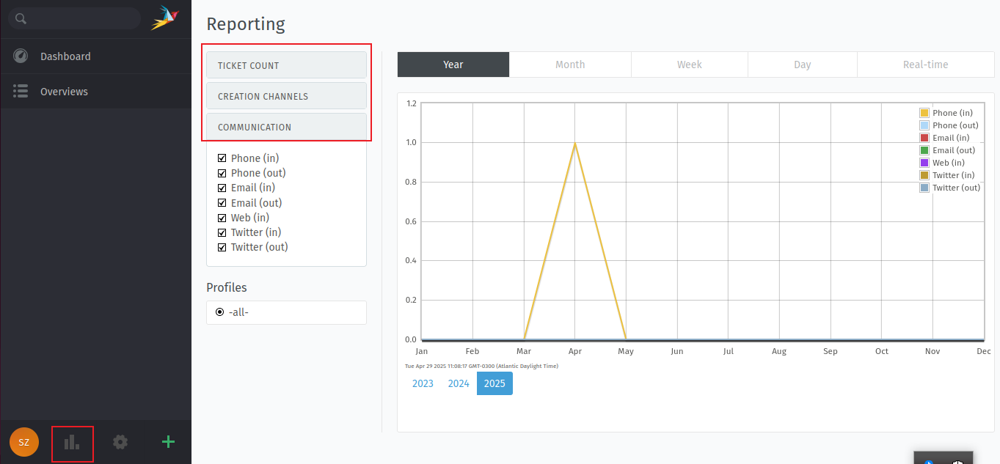 Reporting
Dashboard
Overviews
SZ
TICKET COUNT
CREATION CHANNELS
COMMUNICATION
Phone (in)
Phone (out)
Email (in)
Email (out)
Web (in)
Twitter (in)
Twitter (out)
Profiles
-all-
Year Month Week Day Real-time
1.2
1.0
0.8
0.6
0.4
0.2
0.0
Phone (in)
Phone (out)
Email (in)
Email (out)
Web (in)
Twitter (in)
Twitter (out)
Jan Feb Mar Apr May Jun Jul Aug Sep Oct Nov Dec
Tue Apr 29 2025 11:08:17 GMT-0300 (Atlantic Daylight Time)
2023 2024 2025